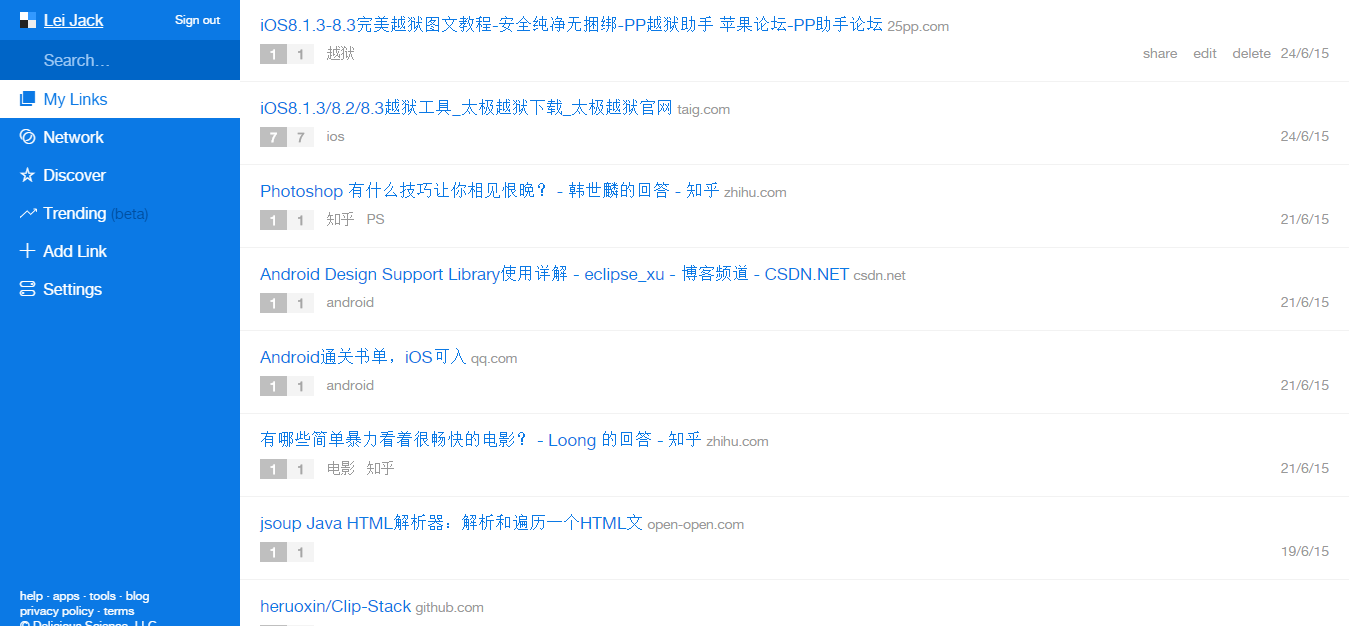 Lei Jack Sign out
Search...
My Links
Network
Discover
Trending (beta)
Add Link
Settings
help · apps · tools · blog
privacy policy · terms
© Delicious Science, LLC
iOS8.1.3-8.3完美越狱图文教程-安全纯净无捆绑-PP越狱助手 苹果论坛-PP助手论坛 25pp.com
1 1 越狱 share edit delete 24/6/15
iOS8.1.3/8.2/8.3越狱工具_太极越狱下载_太极越狱官网 taig.com
7 7 ios 24/6/15
Photoshop 有什么技巧让你相见恨晚？ - 韩世麟的回答 - 知乎 zhihu.com
1 1 知乎 PS 21/6/15
Android Design Support Library使用详解 - eclipse_xu - 博客频道 - CSDN.NET csdn.net
1 1 android 21/6/15
Android通关书单，iOS可入 qq.com
1 1 android 21/6/15
有哪些简单暴力看着很畅快的电影？ - Loong 的回答 - 知乎 zhihu.com
1 1 电影 知乎 21/6/15
jsoup Java HTML解析器：解析和遍历一个HTML文 open-open.com
1 1 19/6/15
heruoxin/Clip-Stack github.com